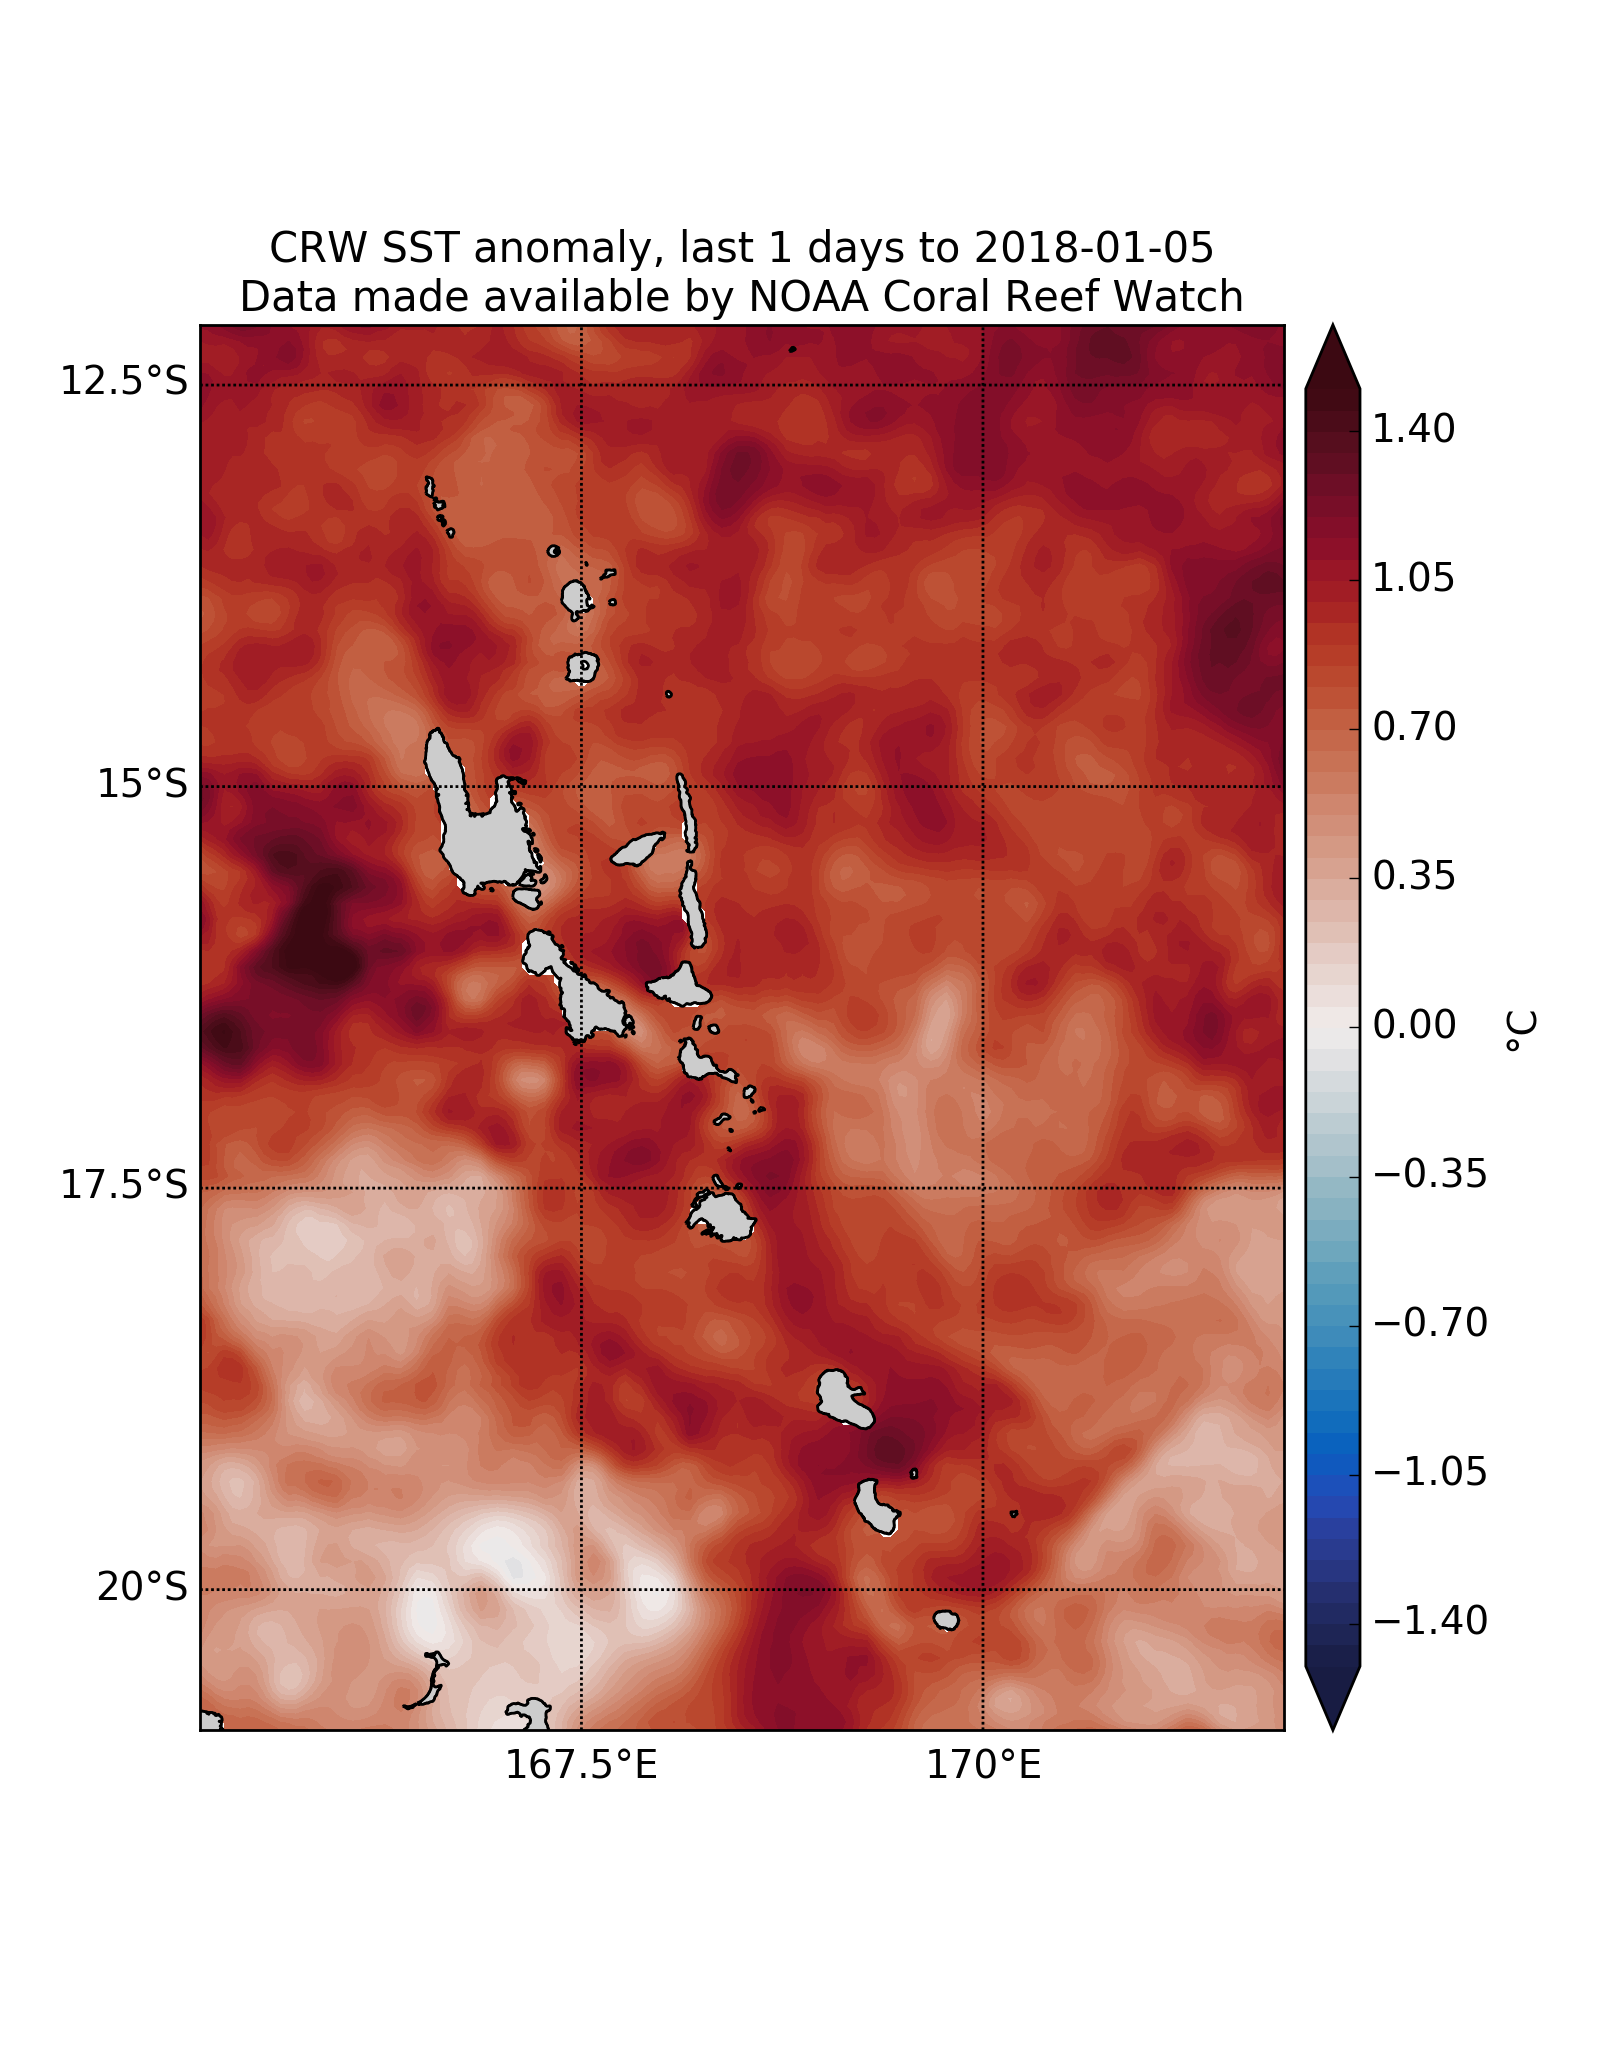 CRW SST anomaly, last 1 days to 2018-01-05
Data made available by NOAA Coral Reef Watch
12.5°S
15°S
17.5°S
20°S
167.5°E
170°E
1.40
1.05
0.70
0.35
0.00
−0.35
−0.70
−1.05
−1.40
°C